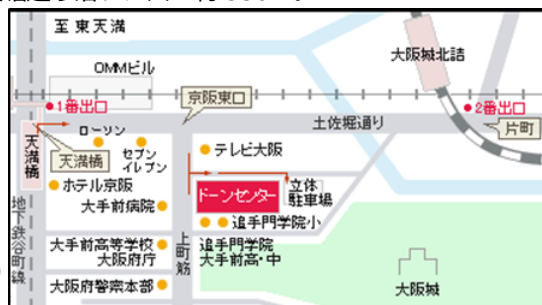 至 東天満
OMMビル
大阪城北詰
1番出口
京阪東口
2番出口
土佐堀通り
片町
ローソン
天満橋
セブン
イレブン
天満橋
テレビ大阪
ホテル京阪
ドーンセンター
立体
駐車場
大手前病院
追手門学院小
地下鉄谷町線
上町筋
大手前高等学校
大阪府庁
追手門学院
大手前高・中
大阪府警察本部
大阪城